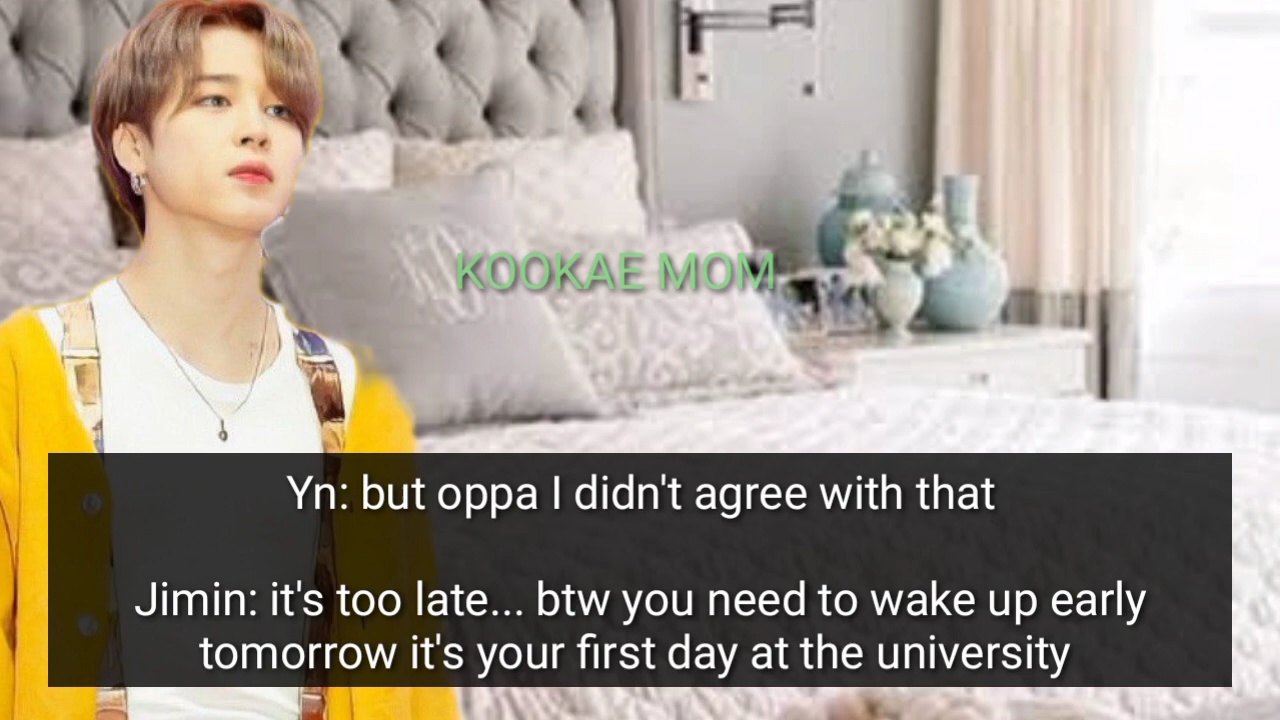 KOOKAE MOM
Yn: but oppa I didn't agree with that
Jimin: it's too late... btw you need to wake up early
tomorrow it's your first day at the university